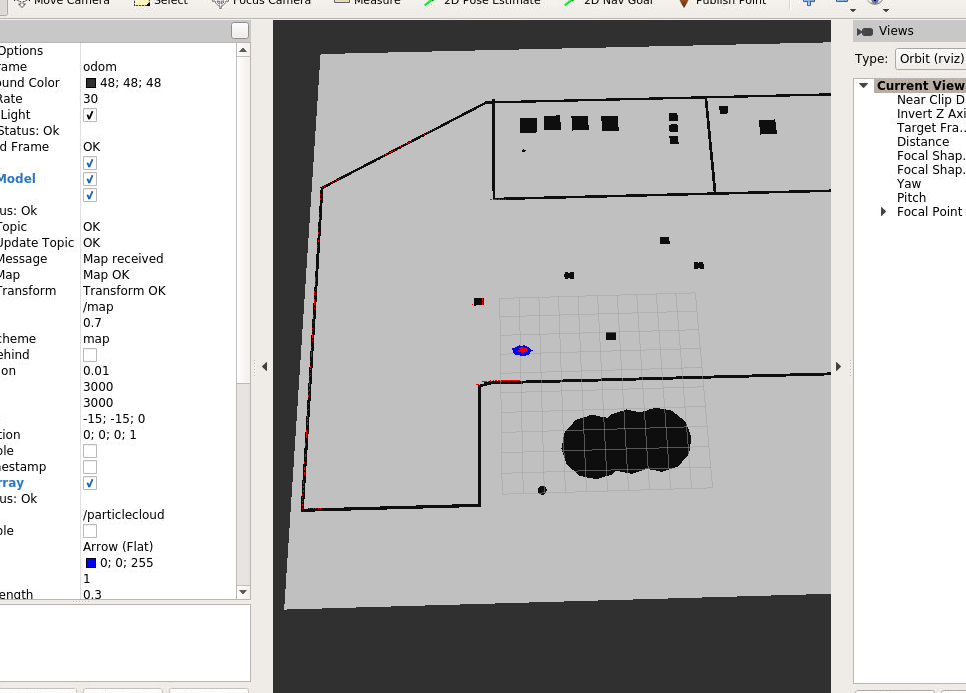 Move Camera Select Focus Camera Measure 2D Pose Estimate 2D Nav Goal Publish Point
Options
rame odom
ound Color 48; 48; 48
Rate 30
Light
Status: Ok
d Frame OK
Model
us: Ok
Topic OK
Update Topic OK
Message Map received
Map Map OK
Transform Transform OK
/map
0.7
cheme map
ehind
on 0.01
3000
3000
-15; -15; 0
tion 0; 0; 0; 1
ble
nestamp
rray
us: Ok
/particlecloud
ble
Arrow (Flat)
0; 0; 255
1
ength 0.3
Views
Type: Orbit (rviz)
Current View
Near Clip D
Invert Z Axi
Target Fra...
Distance
Focal Shap.
Focal Shap.
Yaw
Pitch
Focal Point